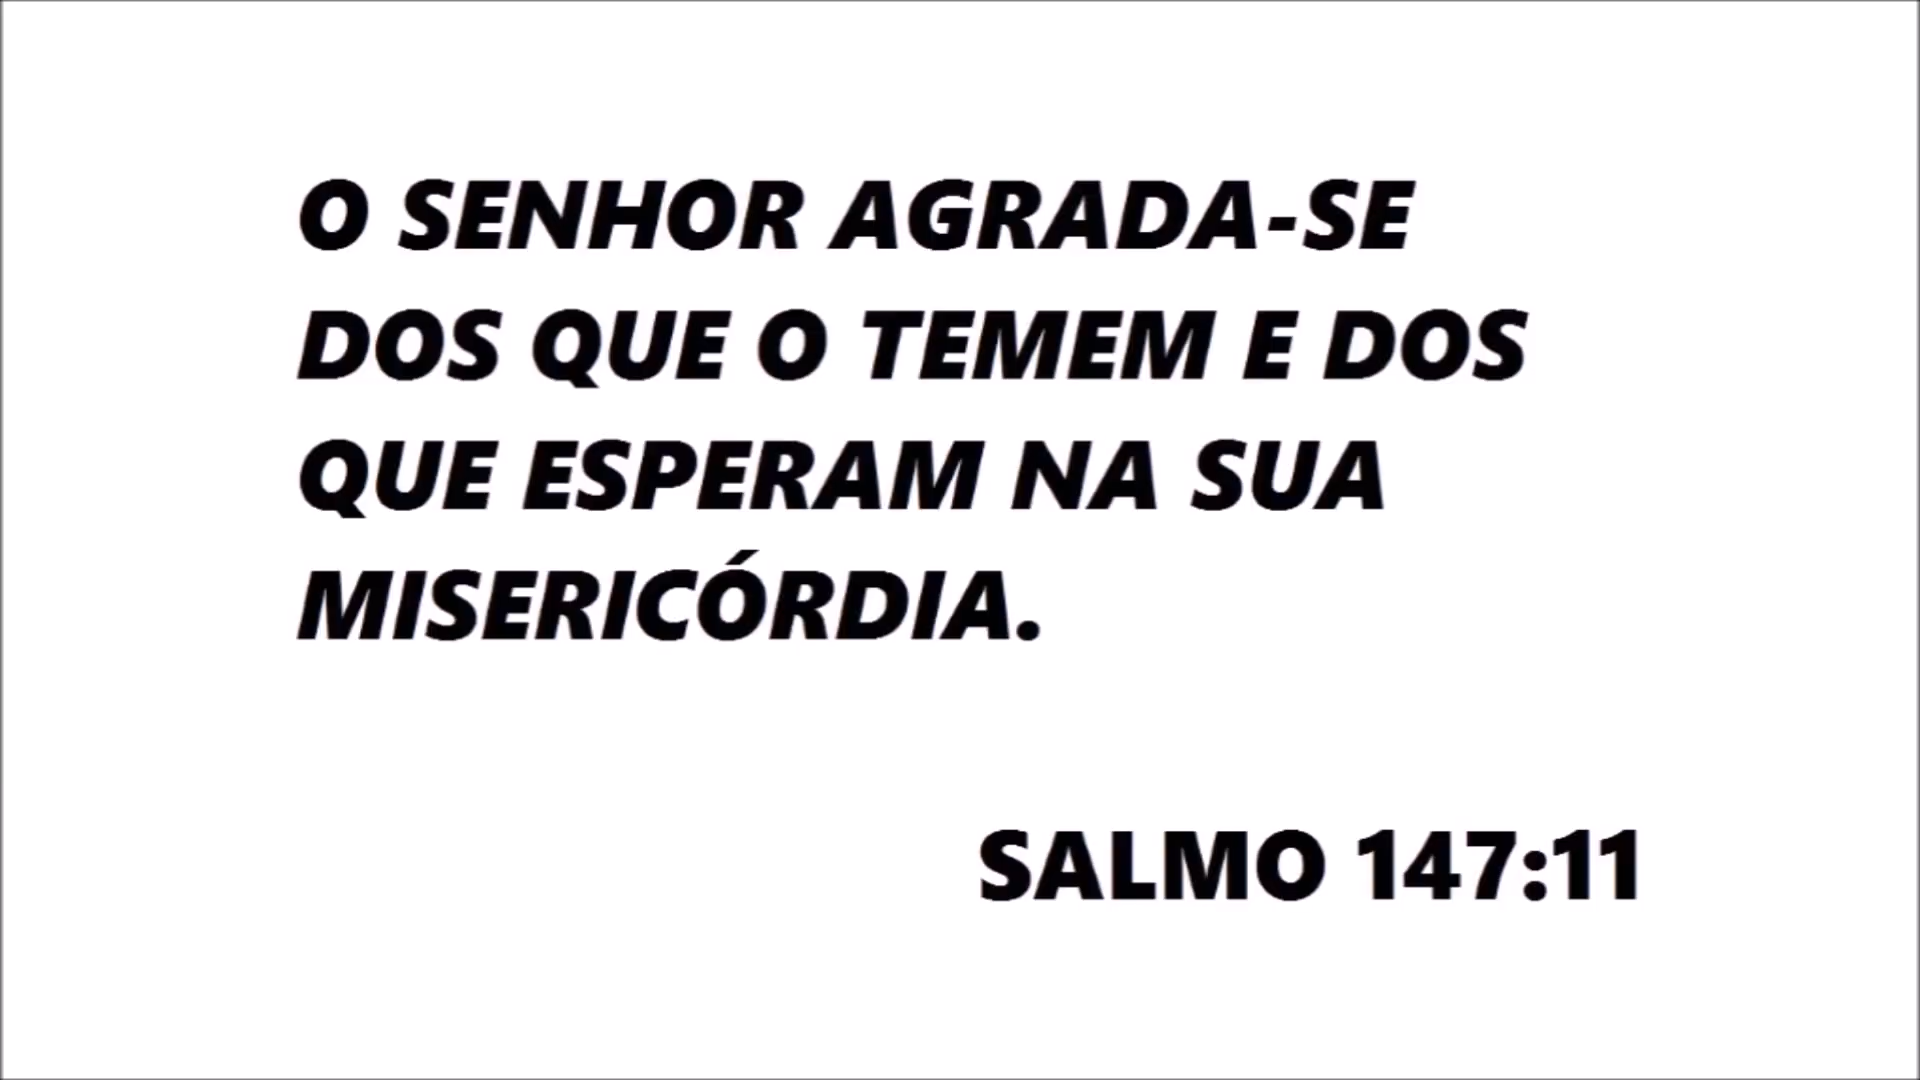 O SENHOR AGRADA-SE
DOS QUE O TEMEM E DOS
QUE ESPERAM NA SUA
MISERICÓRDIA.
SALMO 147:11